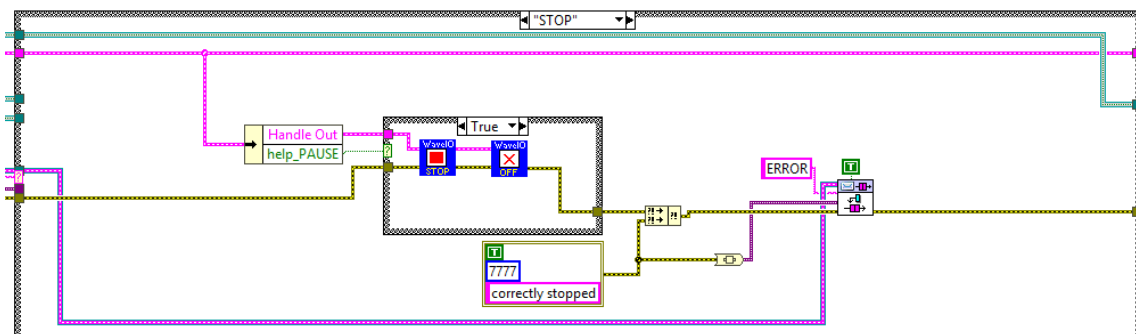 "STOP"
True
Handle Out
help_PAUSE
WaveIO
STOP
WaveIO
OFF
ERROR
T
T
7777
correctly stopped